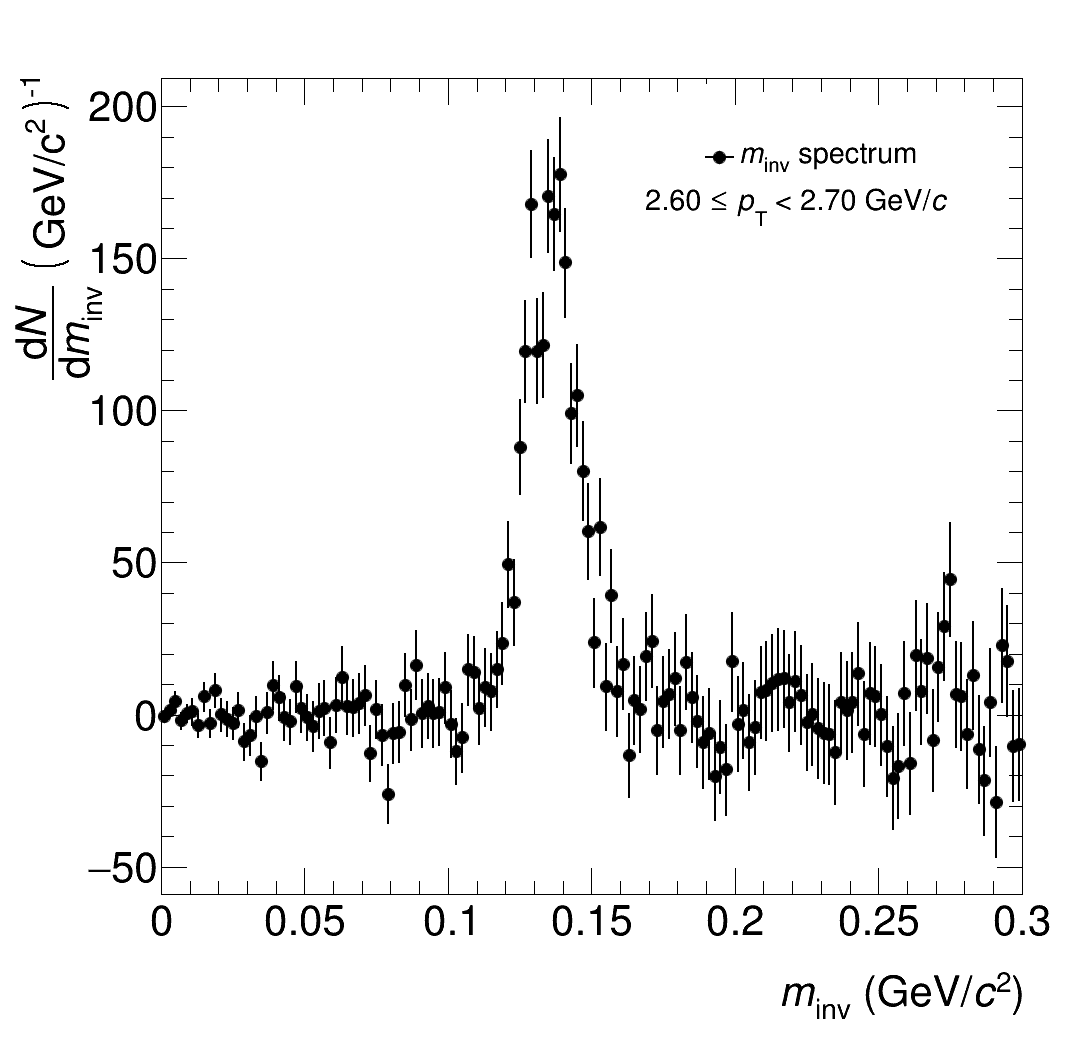 dN/dm_inv (GeV/c²)⁻¹
200
150
100
50
0
−50
m_inv spectrum
2.60 ≤ p_T < 2.70 GeV/c
0 0.05 0.1 0.15 0.2 0.25 0.3
m_inv (GeV/c²)